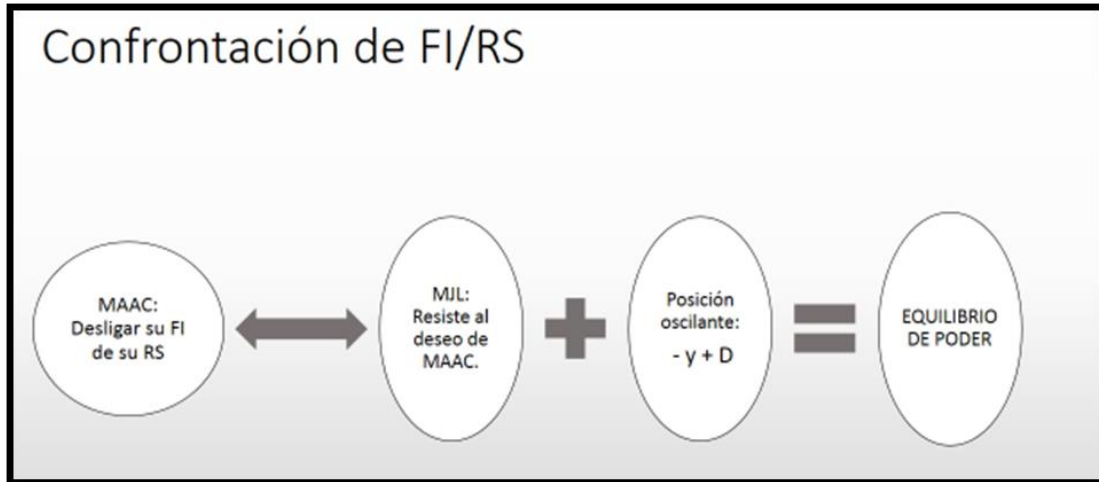 Confrontación de FI/RS
MAAC:
Desligar su FI
de su RS
MJL:
Resiste al
deseo de
MAAC.
Posición
oscilante:
- y + D
EQUILIBRIO
DE PODER